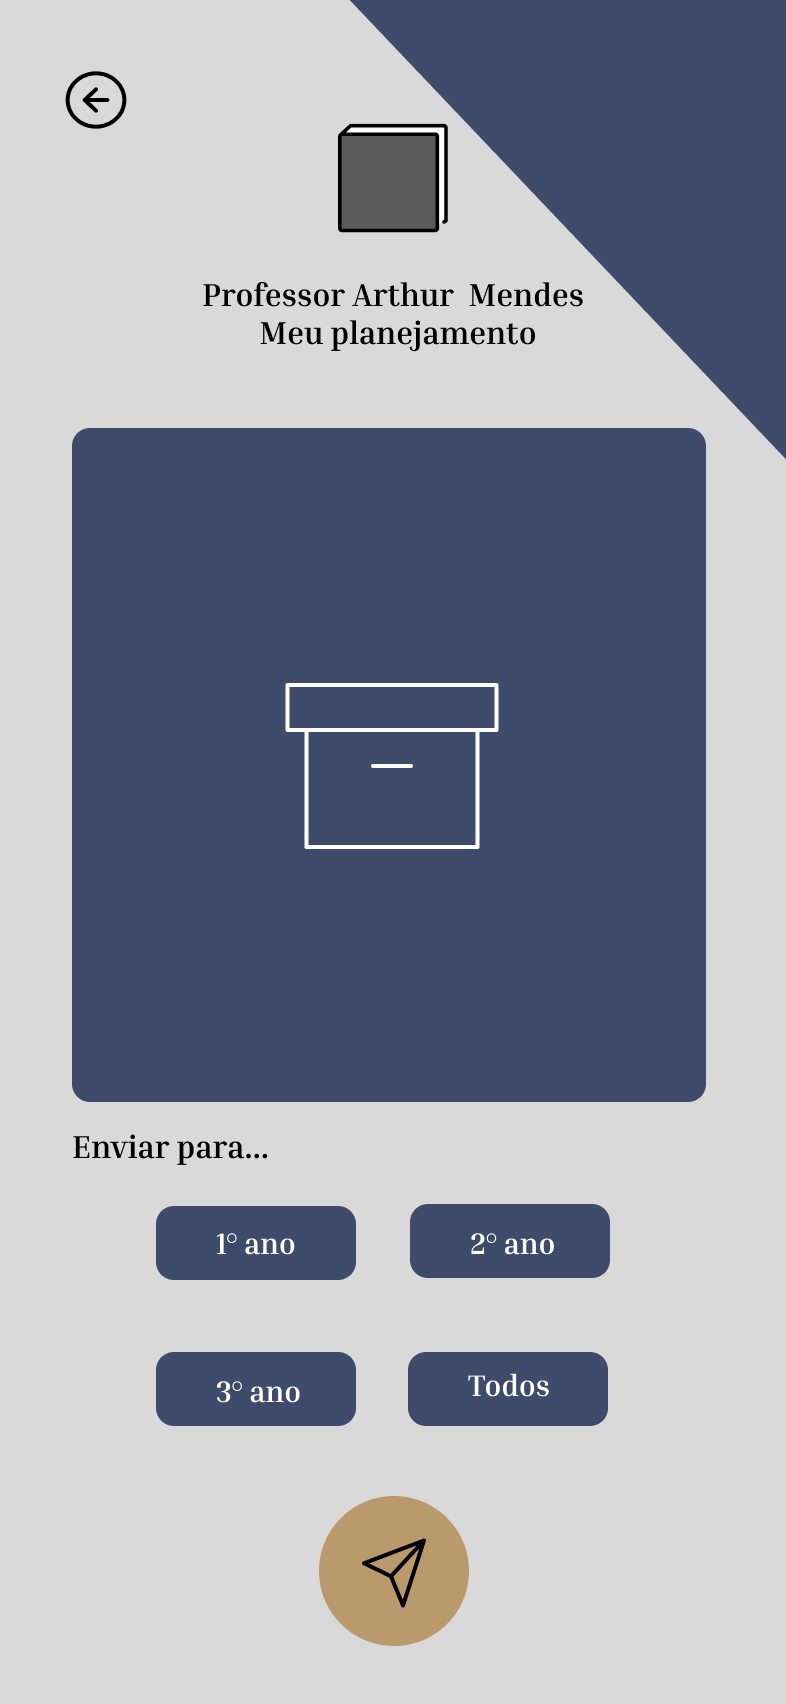 Professor Arthur  Mendes
Meu planejamento
Enviar para...
1° ano
2° ano
3° ano
Todos